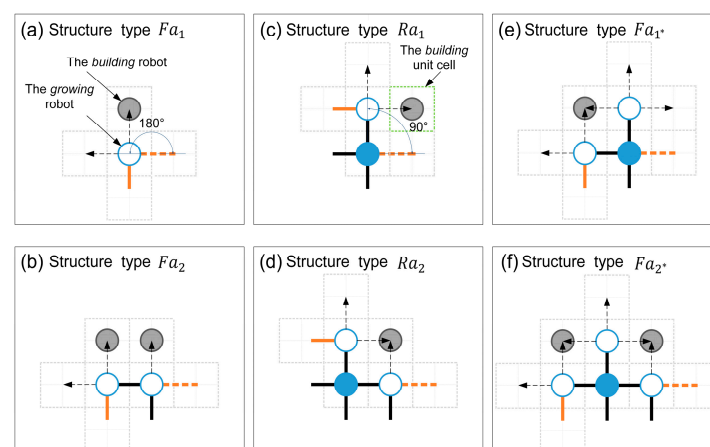 (a) Structure type Fa₁
The building robot
The growing
robot
180°
(c) Structure type Ra₁
The building
unit cell
90°
(e) Structure type Fa₁*
(b) Structure type Fa₂
(d) Structure type Ra₂
(f) Structure type Fa₂*